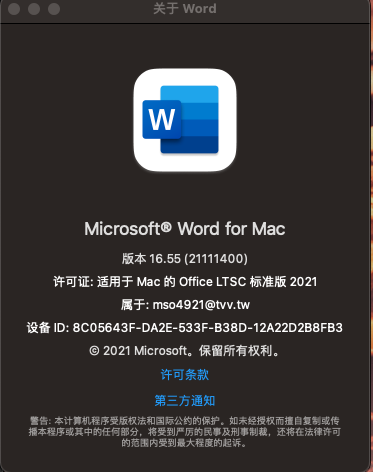 关于 Word
W
Microsoft® Word for Mac
版本 16.55 (21111400)
许可证: 适用于 Mac 的 Office LTSC 标准版 2021
属于: mso4921@tvv.tw
设备 ID: 8C05643F-DA2E-533F-B38D-12A22D2B8FB3
© 2021 Microsoft。保留所有权利。
许可条款
第三方通知
警告: 本计算机程序受版权法和国际公约的保护。如未经授权而擅自复制或传
播本程序或其中的任何部分，将受到严厉的民事及刑事制裁，还将在法律许可
的范围内受到最大程度的起诉。